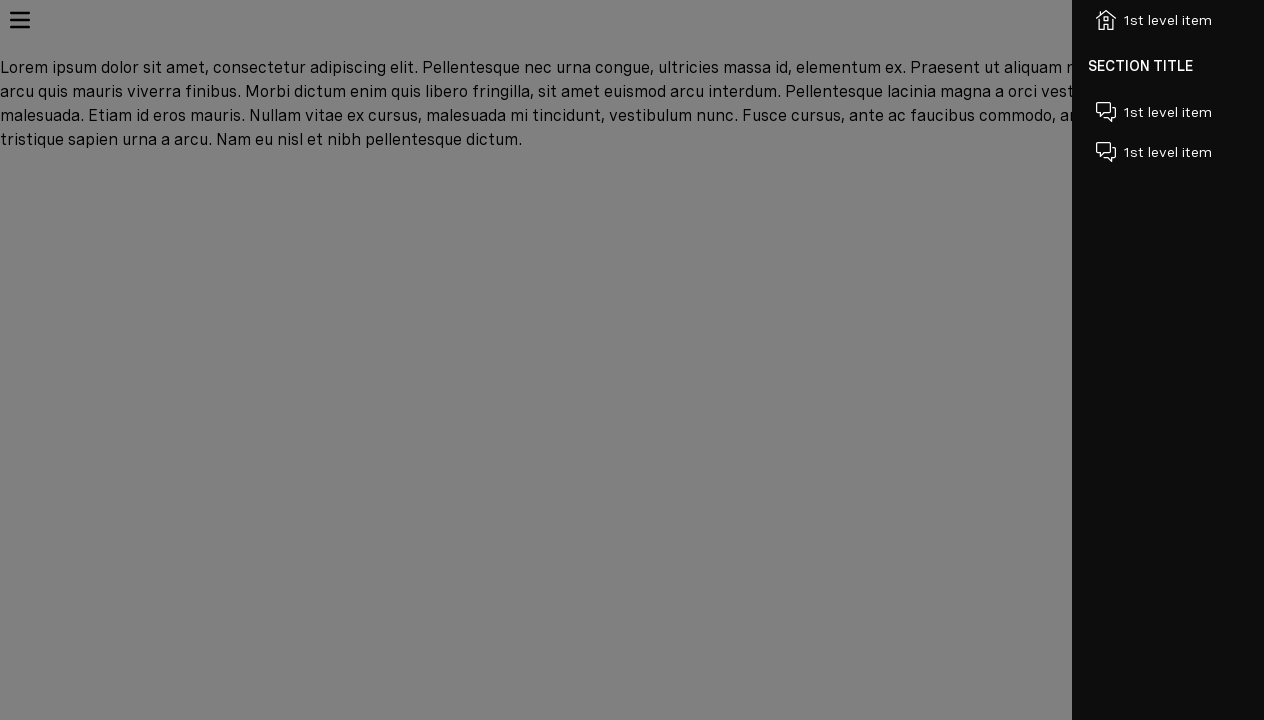 Lorem ipsum dolor sit amet, consectetur adipiscing elit. Pellentesque nec urna congue, ultricies massa id, elementum ex. Praesent ut aliquam
arcu quis mauris viverra finibus. Morbi dictum enim quis libero fringilla, sit amet euismod arcu interdum. Pellentesque lacinia magna a orci
malesuada. Etiam id eros mauris. Nullam vitae ex cursus, malesuada mi tincidunt, vestibulum nunc. Fusce cursus, ante ac faucibus commodo,
tristique sapien urna a arcu. Nam eu nisl et nibh pellentesque dictum.
1st level item
SECTION TITLE
1st level item
1st level item